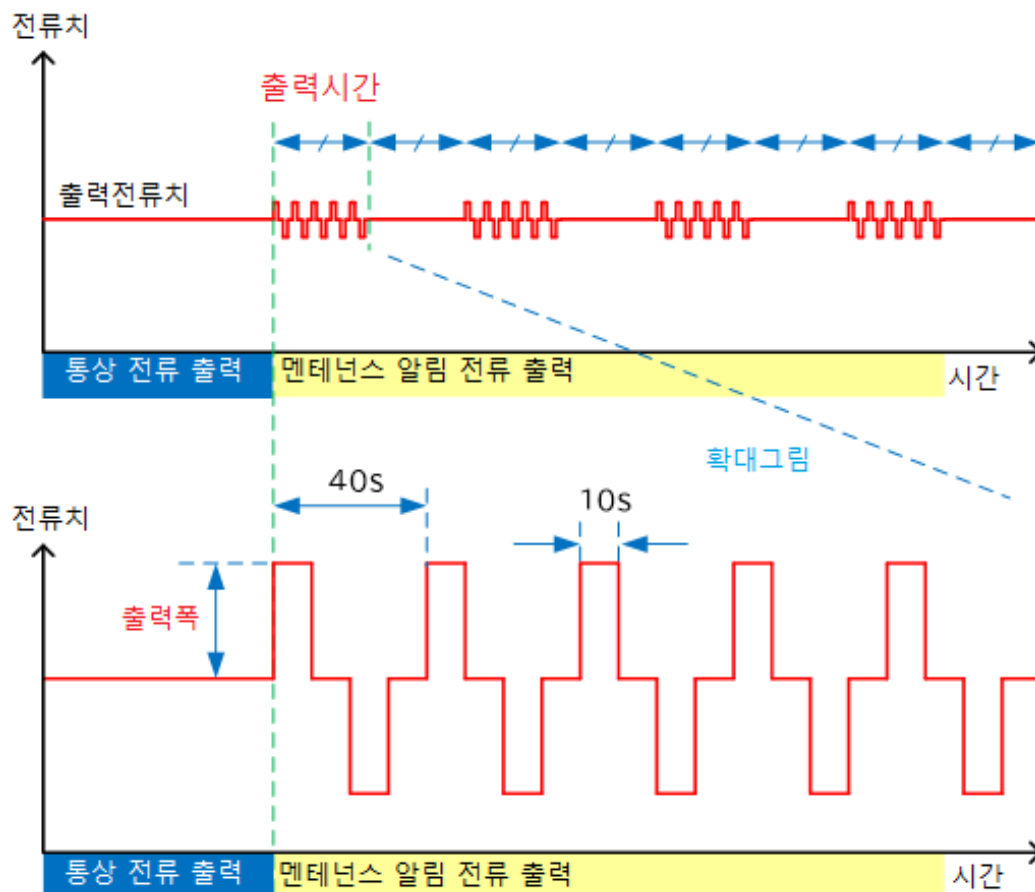 전류치
출력시간
출력전류치
통상 전류 출력
멘테넌스 알림 전류 출력
시간
확대그림
40s
10s
전류치
출력폭
통상 전류 출력
멘테넌스 알림 전류 출력
시간